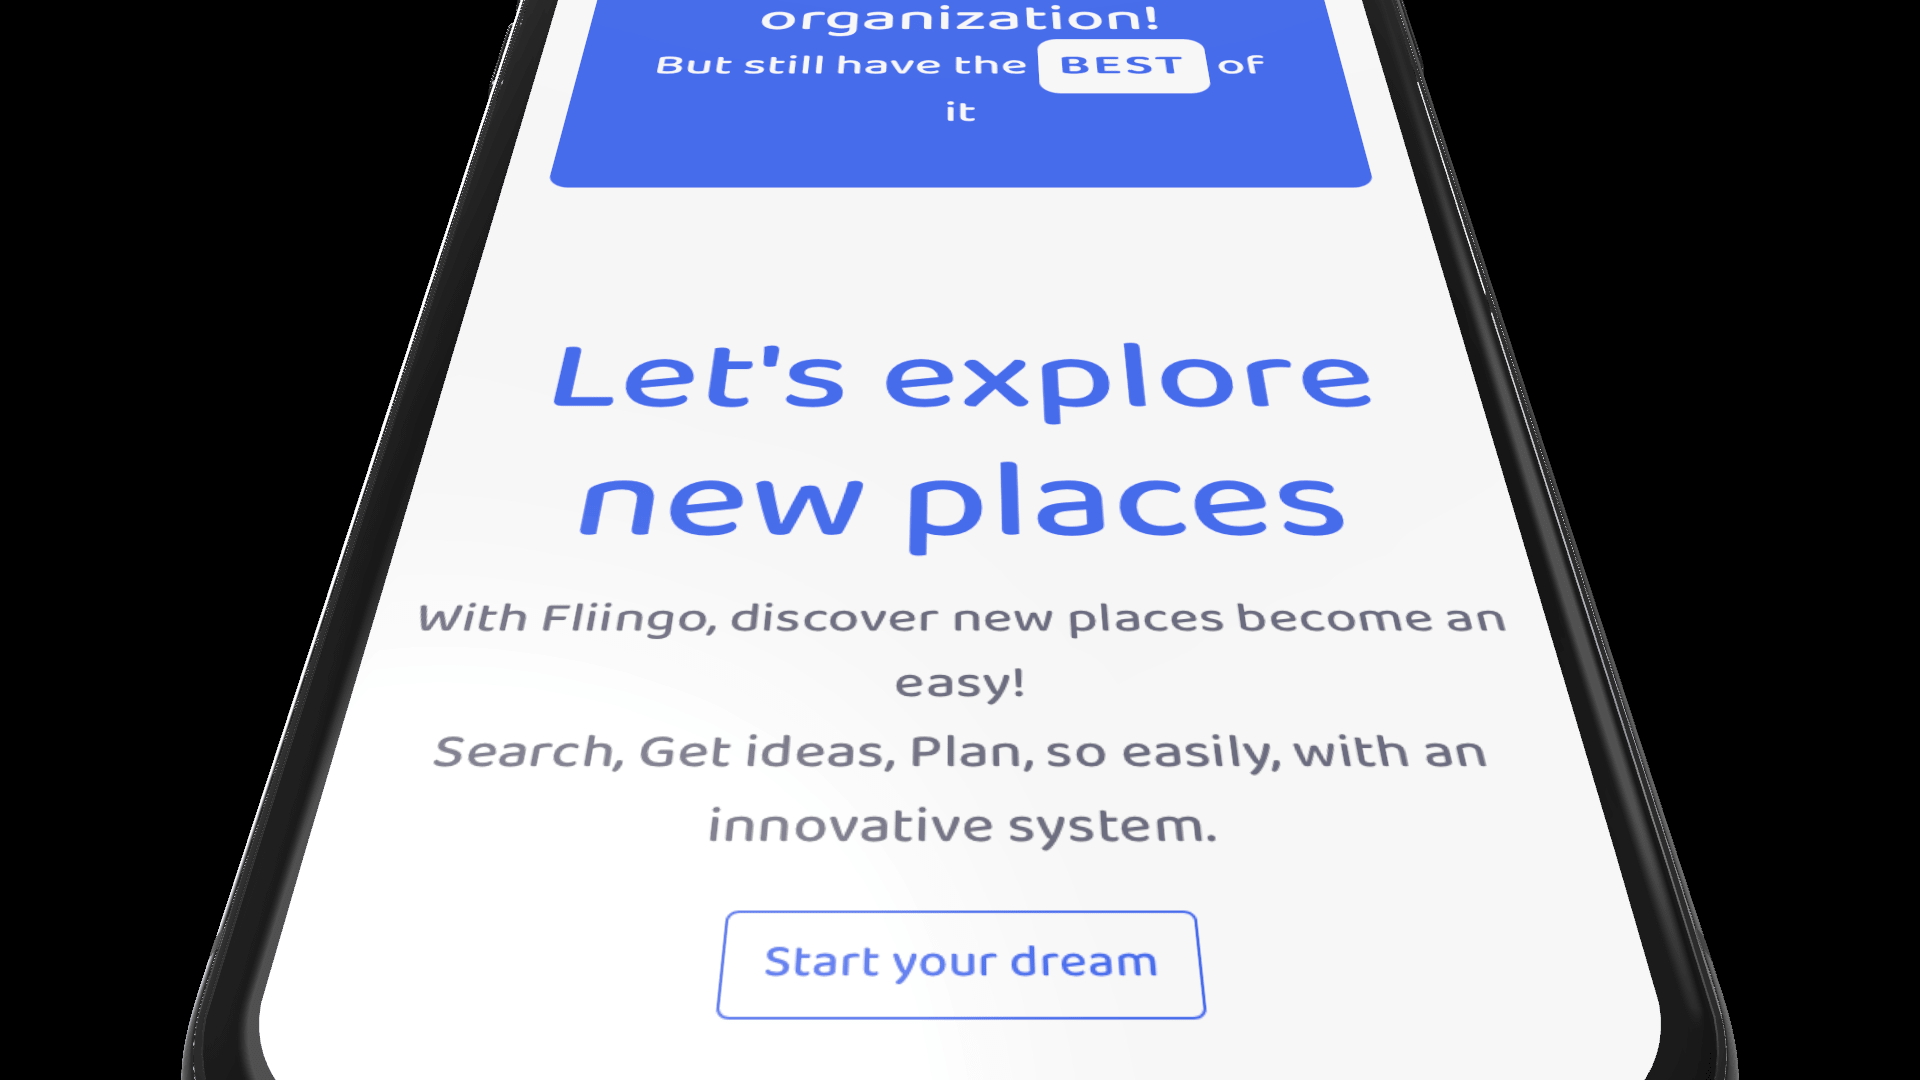 organization!
But still have the BEST of
it
Let's explore
new places
With Fliingo, discover new places become an
easy!
Search, Get ideas, Plan, so easily, with an
innovative system.
Start your dream